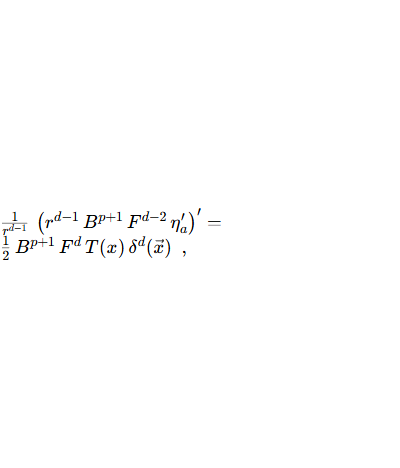 \frac{1}{r^{d-1}} \left( r^{d-1} B^{p+1} F^{d-2} \eta_a' \right)' =
\frac{1}{2} B^{p+1} F^d T(x) \delta^d(\vec{x}) \ ,